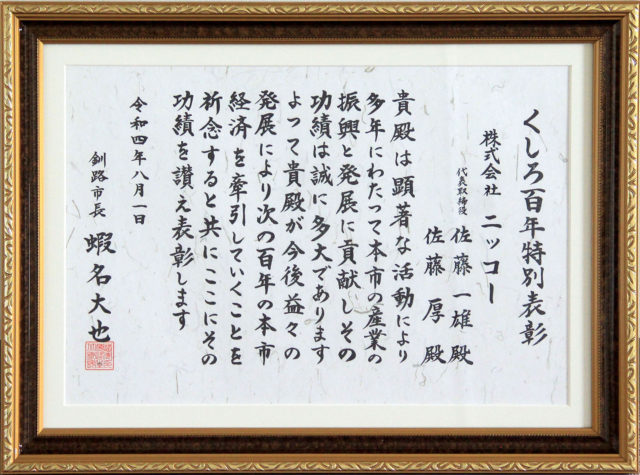 くしろ百年特別表彰
株式会社 ニッコー
代表取締役 佐藤 一雄 殿
佐藤 厚 殿
貴殿は顕著な活動により
多年にわたって本市の産業の
振興と発展に貢献しその
功績は誠に多大であります
よって貴殿が今後益々の
発展により次の百年の本市
経済を牽引していくことを
祈念すると共にここにその
功績を讃え表彰します
令和四年八月一日
釧路市長 蝦名大也